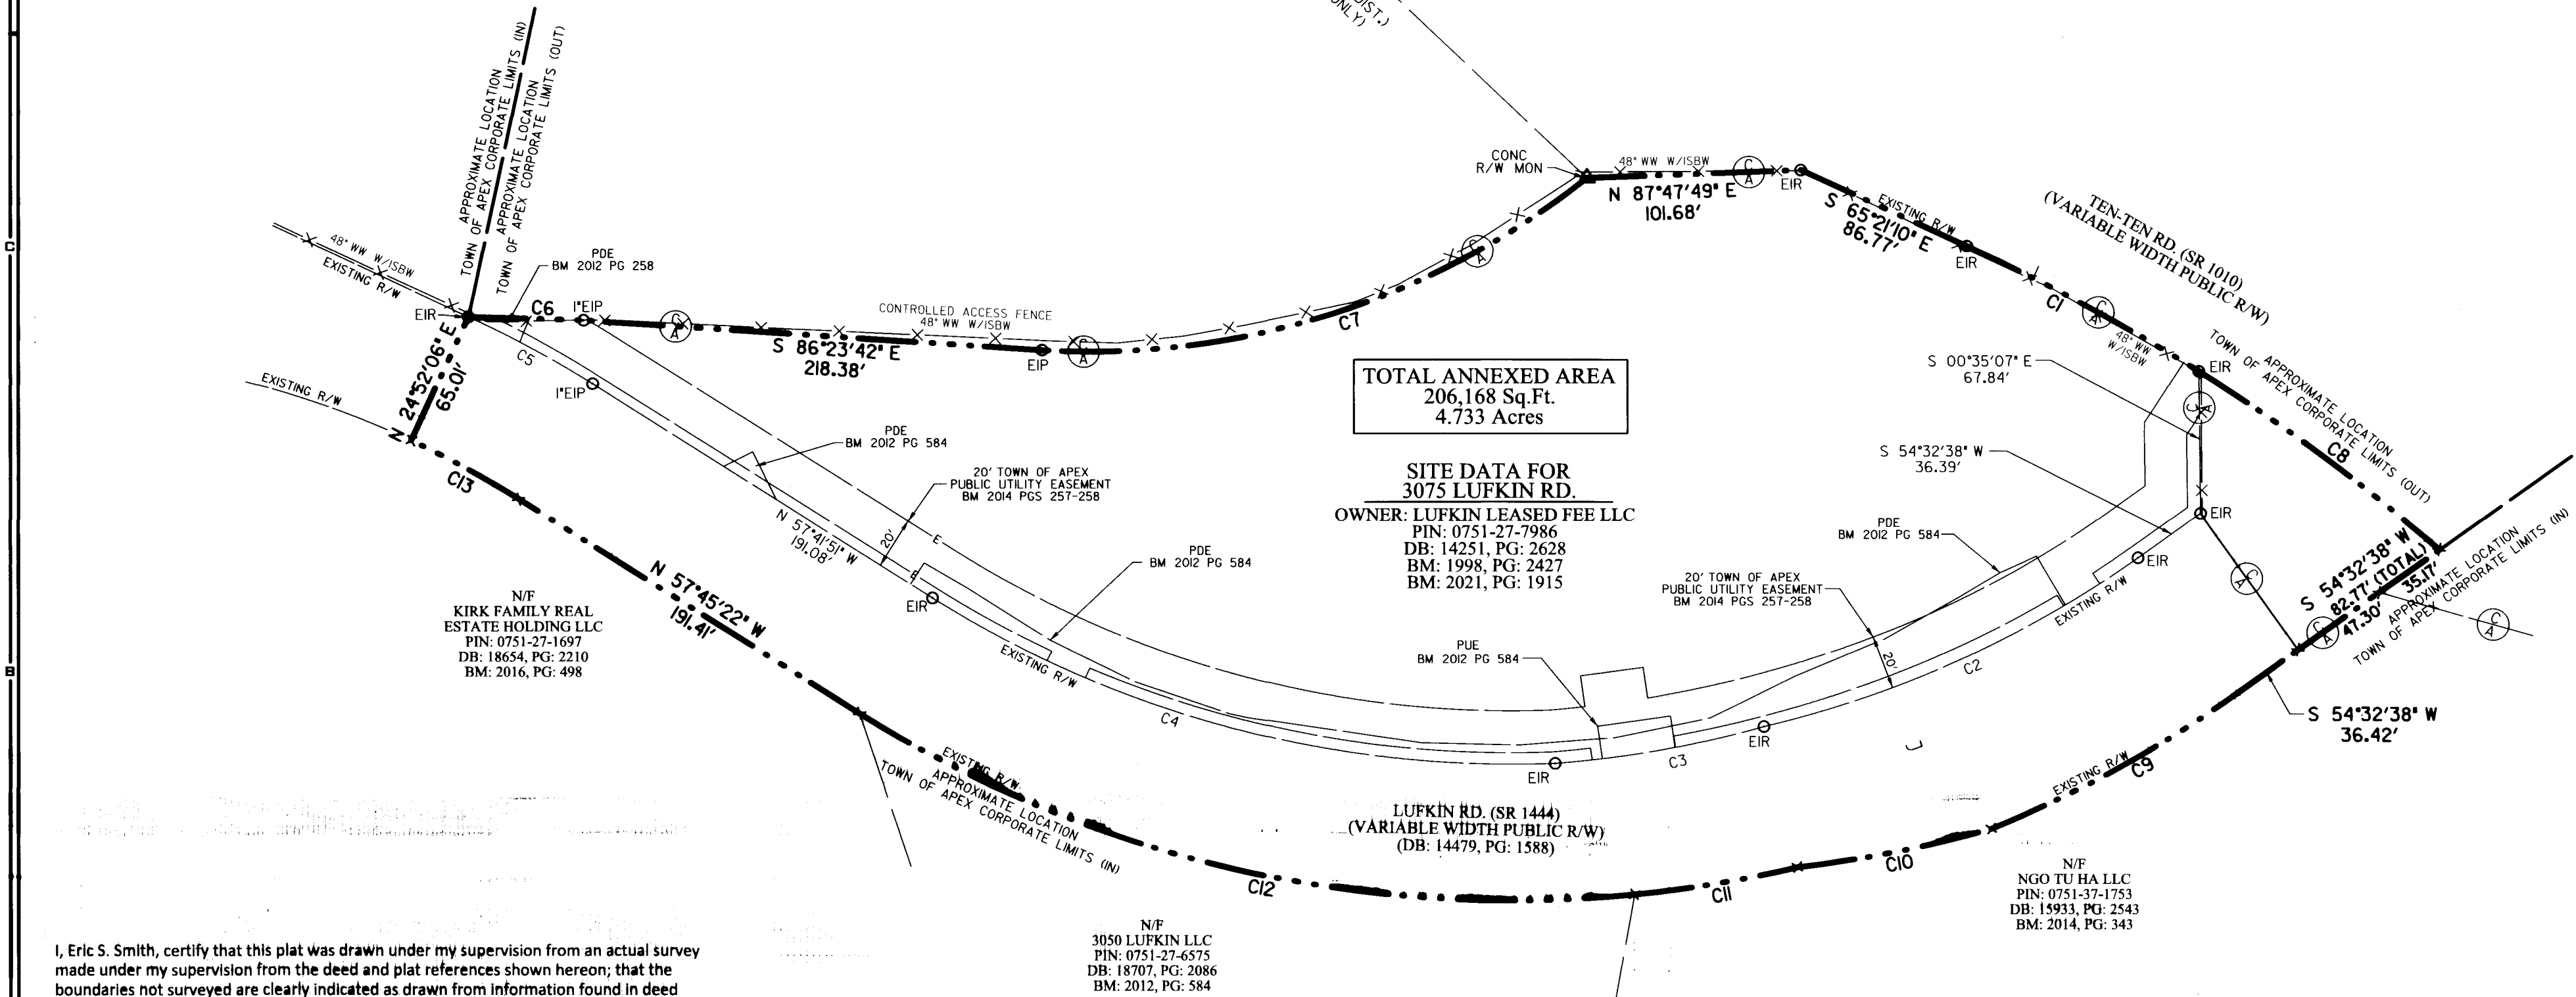 C
B
TOWN OF APEX CORPORATE LIMITS (IN)
APPROXIMATE LOCATION
TOWN OF APEX CORPORATE LIMITS (OUT)
APPROXIMATE LOCATION
DIST.)
ONLY)
48" WW W/ISBW
EXISTING R/W
EIR
PDE
BM 2012 PG 258
C6
1"EIP
C5
1"EIP
EXISTING R/W
N 24°52'06" E
65.01'
C13
CONTROLLED ACCESS FENCE
48" WW W/ISBW
C
A
S 86°23'42" E
218.38'
EIP
C
A
C7
C
A
CONC
R/W MON
48" WW W/ISBW
C
A
N 87°47'49" E
101.68'
EIR
EXISTING R/W
S 65°21'10" E
86.77'
EIR
TEN-TEN RD. (SR 1010)
(VARIABLE WIDTH PUBLIC R/W)
C1
C
A
48" WW
W/ISBW
EIR
APPROXIMATE LOCATION
TOWN OF APEX CORPORATE LIMITS (OUT)
C8
S 00°35'07" E
67.84'
C
A
S 54°32'38" W
36.39'
EIR
EIR
C
A
S 54°32'38" W
82.77' (TOTAL)
47.30'
35.17'
C
A
APPROXIMATE LOCATION
TOWN OF APEX CORPORATE LIMITS (IN)
C
A
S 54°32'38" W
36.42'
TOTAL ANNEXED AREA
206,168 Sq.Ft.
4.733 Acres
SITE DATA FOR
3075 LUFKIN RD.
OWNER: LUFKIN LEASED FEE LLC
PIN: 0751-27-7986
DB: 14251, PG: 2628
BM: 1998, PG: 2427
BM: 2021, PG: 1915
PDE
BM 2012 PG 584
20' TOWN OF APEX
PUBLIC UTILITY EASEMENT
BM 2014 PGS 257-258
N 57°41'51" W
191.08'
20'
E
E
PDE
BM 2012 PG 584
EIR
EXISTING R/W
C4
PDE
BM 2012 PG 584
20' TOWN OF APEX
PUBLIC UTILITY EASEMENT
BM 2014 PGS 257-258
20'
PUE
BM 2012 PG 584
EXISTING R/W
C2
EIR
C3
EIR
N 57°45'22" W
191.41'
N/F
KIRK FAMILY REAL
ESTATE HOLDING LLC
PIN: 0751-27-1697
DB: 18654, PG: 2210
BM: 2016, PG: 498
EXISTING R/W
APPROXIMATE LOCATION
TOWN OF APEX CORPORATE LIMITS (IN)
LUFKIN RD. (SR 1444)
(VARIABLE WIDTH PUBLIC R/W)
(DB: 14479, PG: 1588)
EXISTING R/W
C9
C10
C11
C12
N/F
NGO TU HA LLC
PIN: 0751-37-1753
DB: 15933, PG: 2543
BM: 2014, PG: 343
N/F
3050 LUFKIN LLC
PIN: 0751-27-6575
DB: 18707, PG: 2086
BM: 2012, PG: 584
I, Eric S. Smith, certify that this plat was drawn under my supervision from an actual survey
made under my supervision from the deed and plat references shown hereon; that the
boundaries not surveyed are clearly indicated as drawn from information found in deed